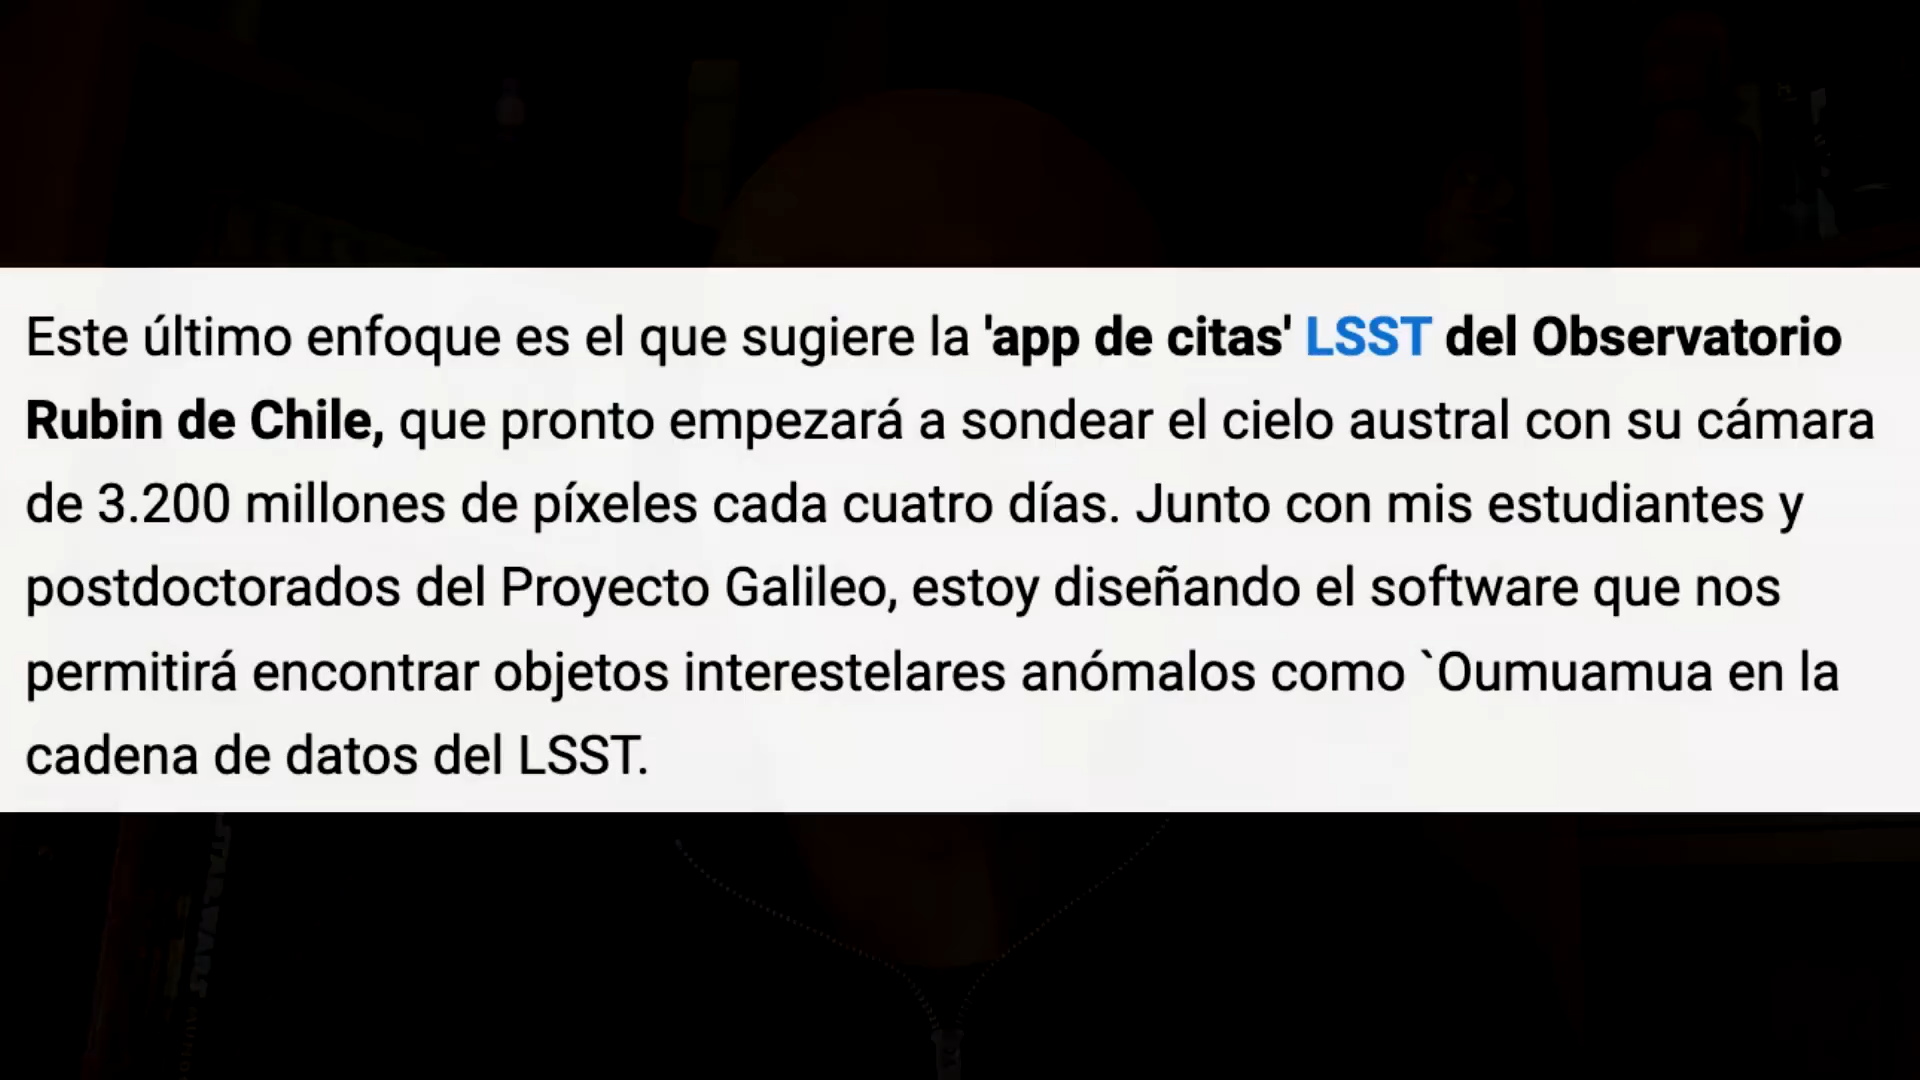 Este último enfoque es el que sugiere la 'app de citas' LSST del Observatorio
Rubin de Chile, que pronto empezará a sondear el cielo austral con su cámara
de 3.200 millones de píxeles cada cuatro días. Junto con mis estudiantes y
postdoctorados del Proyecto Galileo, estoy diseñando el software que nos
permitirá encontrar objetos interestelares anómalos como `Oumuamua en la
cadena de datos del LSST.
STAR WARS